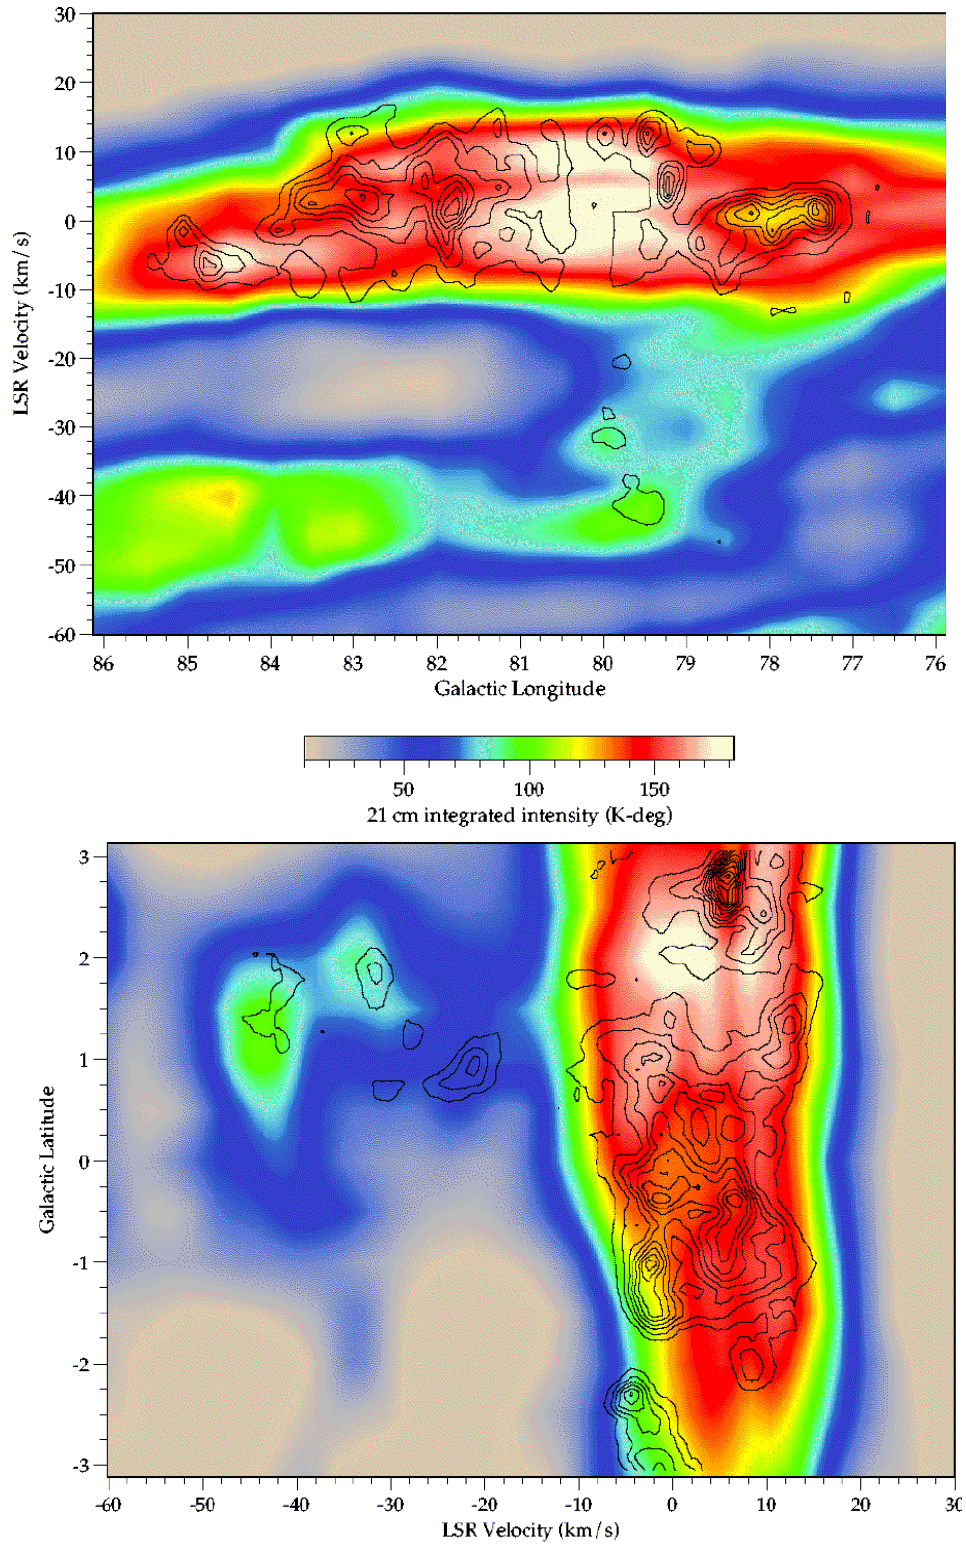 30
20
10
0
-10
-20
-30
-40
-50
-60
LSR Velocity (km/s)
86 85 84 83 82 81 80 79 78 77 76
Galactic Longitude
50 100 150
21 cm integrated intensity (K-deg)
3
2
1
0
-1
-2
-3
Galactic Latitude
-60 -50 -40 -30 -20 -10 0 10 20 30
LSR Velocity (km/s)